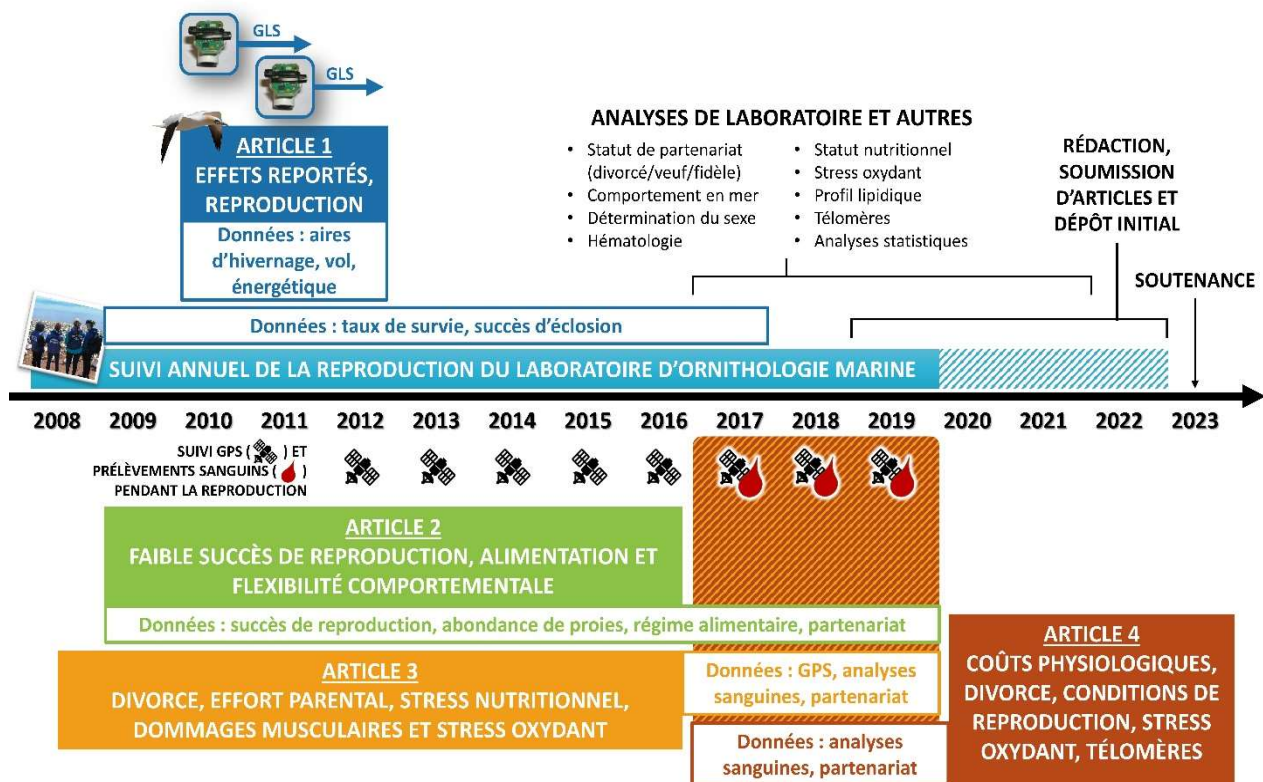 GLS
GLS
ARTICLE 1
EFFETS REPORTÉS,
REPRODUCTION
Données : aires
d'hivernage, vol,
énergétique
ANALYSES DE LABORATOIRE ET AUTRES
• Statut de partenariat
(divorcé/veuf/fidèle)
• Comportement en mer
• Détermination du sexe
• Hématologie
• Statut nutritionnel
• Stress oxydant
• Profil lipidique
• Télomères
• Analyses statistiques
RÉDACTION,
SOUMISSION
D'ARTICLES ET
DÉPÔT INITIAL
SOUTENANCE
Données : taux de survie, succès d'éclosion
SUIVI ANNUEL DE LA REPRODUCTION DU LABORATOIRE D'ORNITHOLOGIE MARINE
2008 2009 2010 2011 2012 2013 2014 2015 2016 2017 2018 2019 2020 2021 2022 2023
SUIVI GPS ( ) ET
PRÉLÈVEMENTS SANGUINS ( )
PENDANT LA REPRODUCTION
ARTICLE 2
FAIBLE SUCCÈS DE REPRODUCTION, ALIMENTATION ET
FLEXIBILITÉ COMPORTEMENTALE
Données : succès de reproduction, abondance de proies, régime alimentaire, partenariat
ARTICLE 3
DIVORCE, EFFORT PARENTAL, STRESS NUTRITIONNEL,
DOMMAGES MUSCULAIRES ET STRESS OXYDANT
Données : GPS, analyses
sanguines, partenariat
Données : analyses
sanguines, partenariat
ARTICLE 4
COÛTS PHYSIOLOGIQUES,
DIVORCE, CONDITIONS DE
REPRODUCTION, STRESS
OXYDANT, TÉLOMÈRES